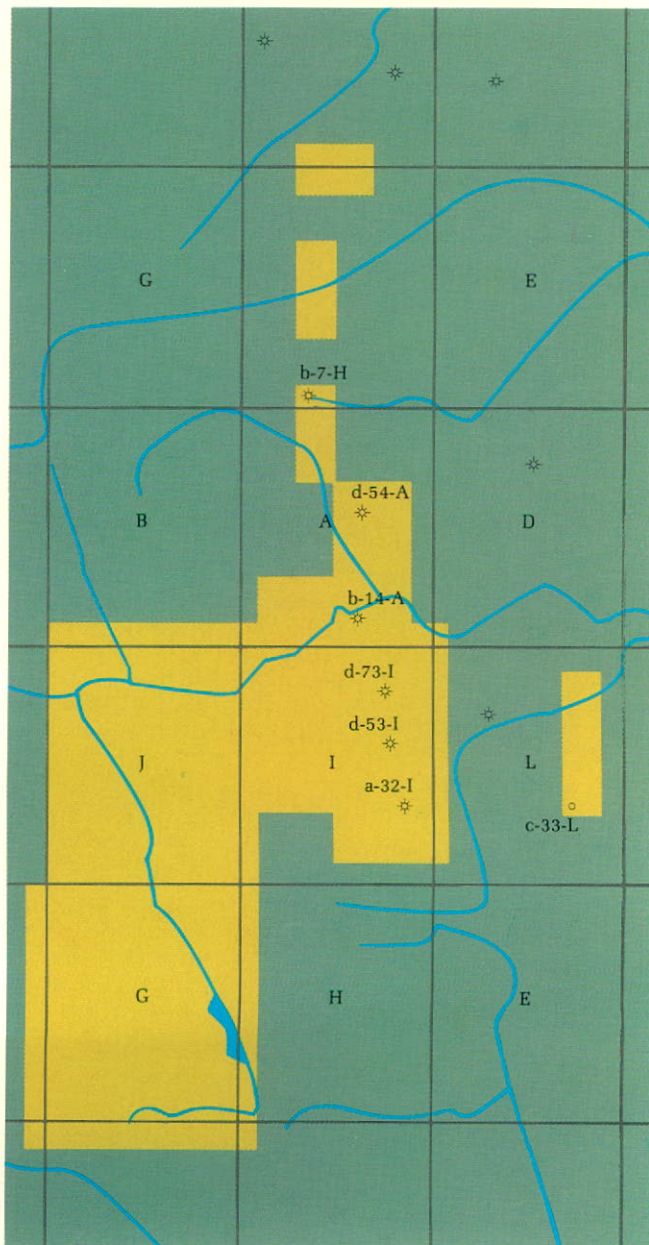 G
E
b-7-H
d-54-A
B
A
D
b-14-A
d-73-I
d-53-I
J
I
L
a-32-I
c-33-L
G
H
E